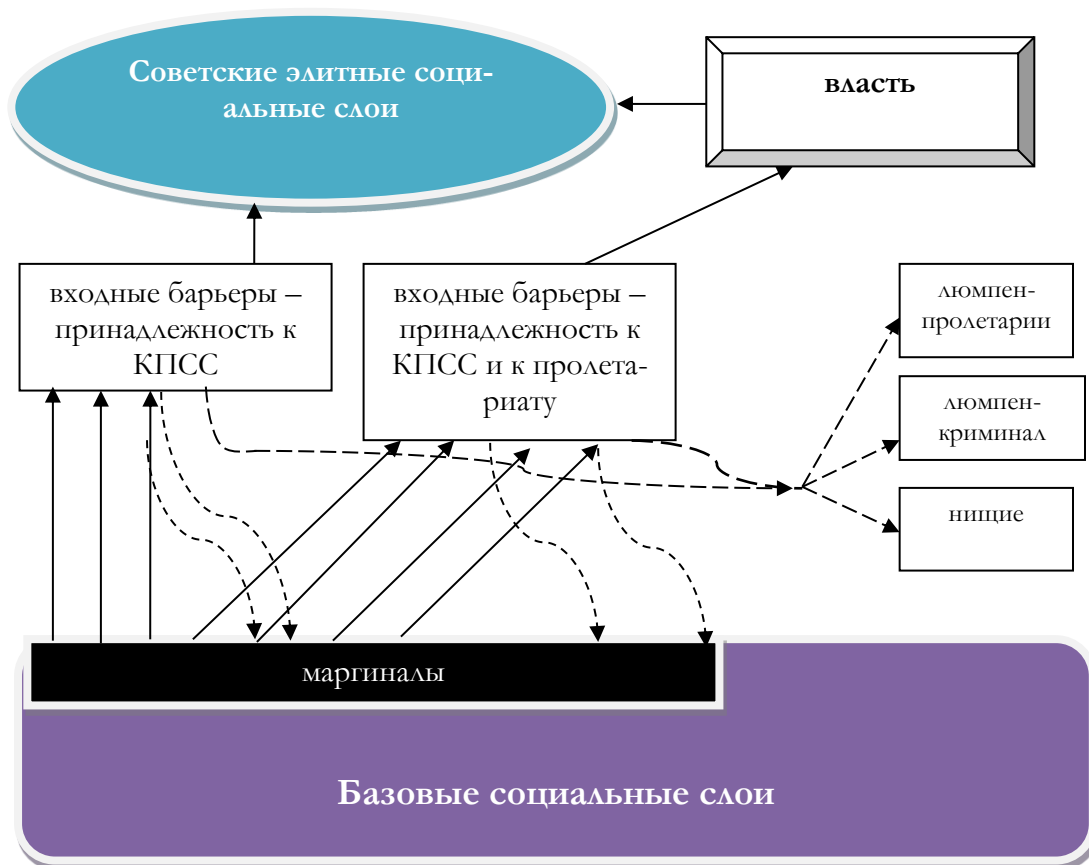 Советские элитные соци-
альные слои
власть
входные барьеры –
принадлежность к
КПСС
входные барьеры –
принадлежность к
КПСС и к пролета-
риату
люмпен-
пролетарии
люмпен-
криминал
нищие
маргиналы
Базовые социальные слои